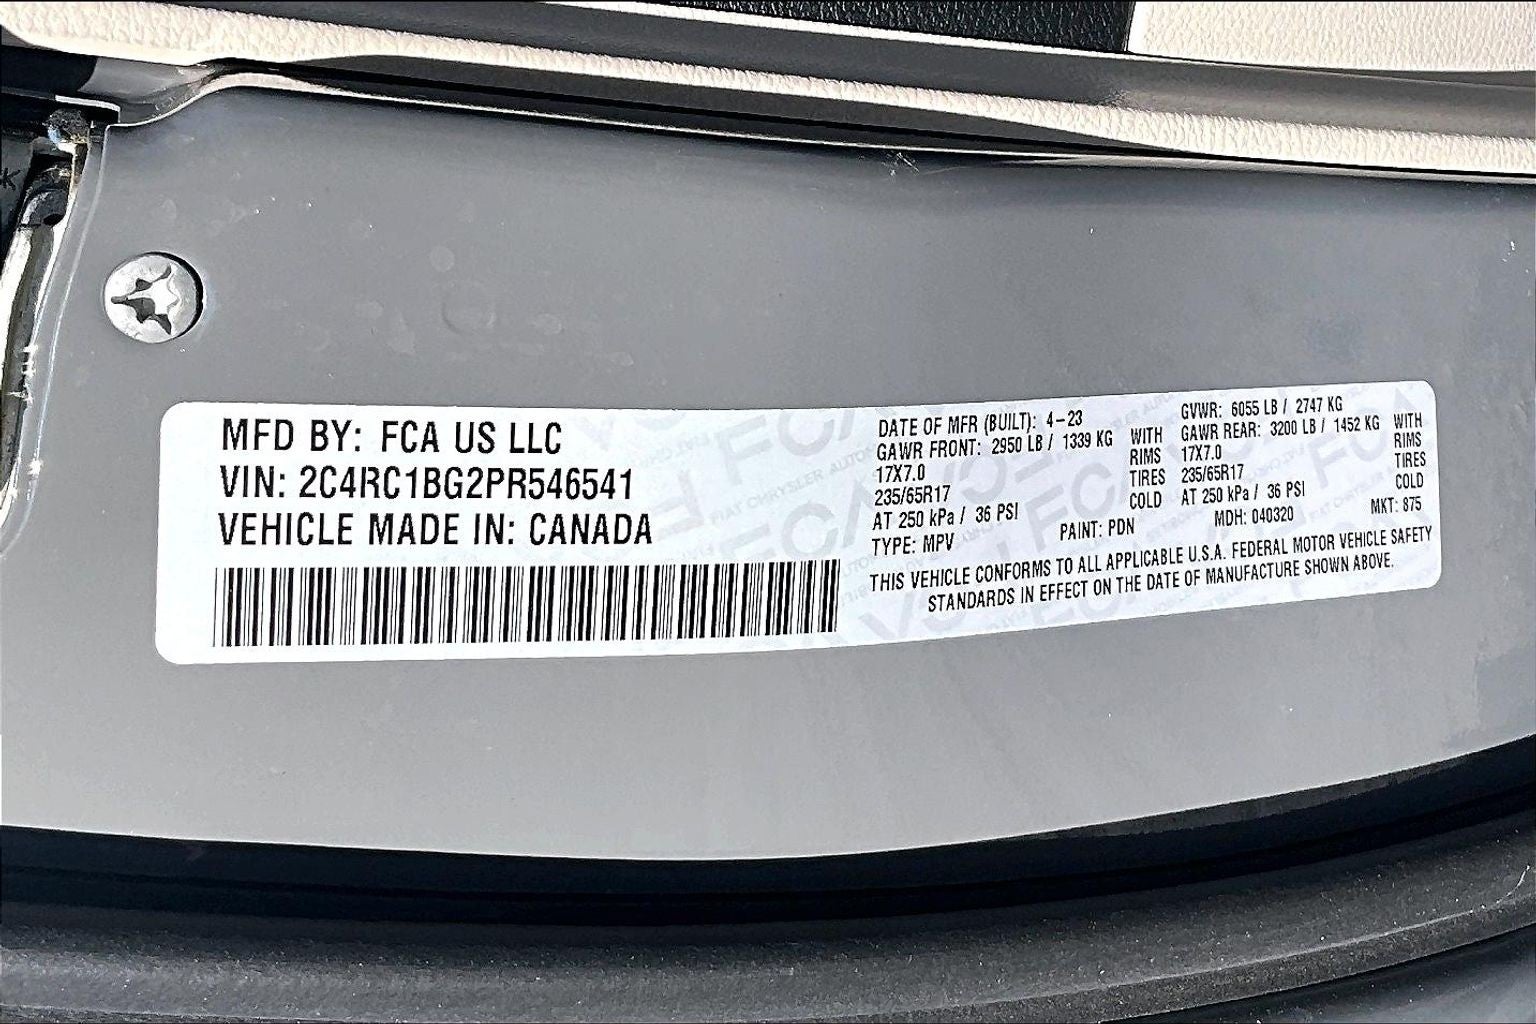 MFD BY: FCA US LLC
VIN: 2C4RC1BG2PR546541
VEHICLE MADE IN: CANADA
DATE OF MFR (BUILT): 4-23 GVWR: 6055 LB / 2747 KG
GAWR FRONT: 2950 LB / 1339 KG WITH GAWR REAR: 3200 LB / 1452 KG WITH
17X7.0 RIMS 17X7.0 RIMS
235/65R17 TIRES 235/65R17 TIRES
AT 250 kPa / 36 PSI COLD AT 250 kPa / 36 PSI COLD
TYPE: MPV PAINT: PDN MDH: 040320 MKT: 875
THIS VEHICLE CONFORMS TO ALL APPLICABLE U.S.A. FEDERAL MOTOR VEHICLE SAFETY
STANDARDS IN EFFECT ON THE DATE OF MANUFACTURE SHOWN ABOVE.